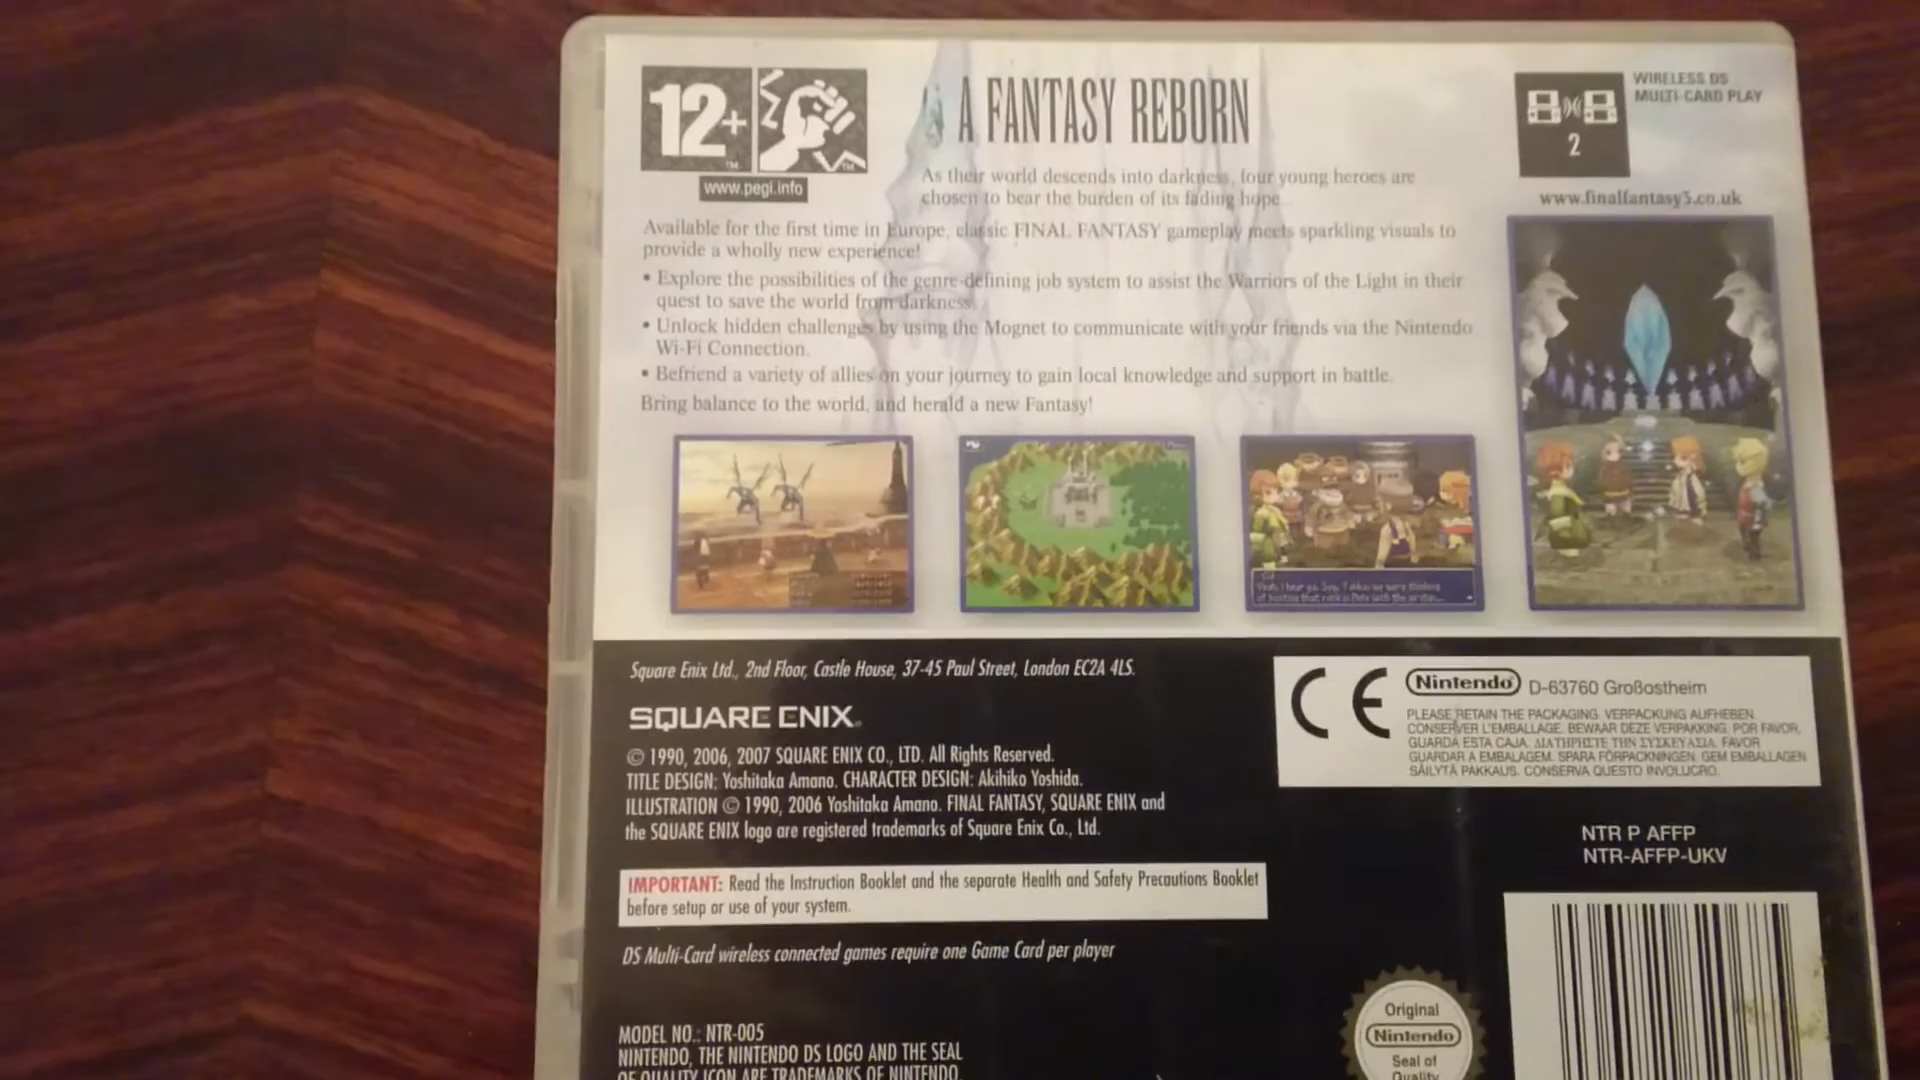 12+
www.pegi.info
A FANTASY REBORN
WIRELESS DS
MULTI-CARD PLAY
2
www.finalfantasy3.co.uk
As their world descends into darkness, four young heroes are
chosen to bear the burden of its fading hope
Available for the first time in Europe, classic FINAL FANTASY gameplay meets sparkling visuals to
provide a wholly new experience!
• Explore the possibilities of the genre-defining job system to assist the Warriors of the Light in their
quest to save the world from darkness
• Unlock hidden challenges by using the Mognet to communicate with your friends via the Nintendo
Wi-Fi Connection.
• Befriend a variety of allies on your journey to gain local knowledge and support in battle.
Bring balance to the world, and herald a new Fantasy!
Square Enix Ltd., 2nd Floor, Castle House, 37-45 Paul Street, London EC2A 4LS.
SQUARE ENIX
© 1990, 2006, 2007 SQUARE ENIX CO., LTD. All Rights Reserved.
TITLE DESIGN: Yoshitaka Amano. CHARACTER DESIGN: Akihiko Yoshida.
ILLUSTRATION © 1990, 2006 Yoshitaka Amano. FINAL FANTASY, SQUARE ENIX and
the SQUARE ENIX logo are registered trademarks of Square Enix Co., Ltd.
CE
Nintendo D-63760 Großostheim
PLEASE RETAIN THE PACKAGING. VERPACKUNG AUFHEBEN.
CONSERVER L'EMBALLAGE. BEWAAR DEZE VERPAKKING. POR FAVOR,
GUARDA ESTA CAJA. ΔΙΑΤΗΡΗΣΤΕ ΤΗΝ ΣΥΣΚΕΥΑΣΙΑ. FAVOR
GUARDAR A EMBALAGEM. SPARA FÖRPACKNINGEN. GEM EMBALLAGEN
SÄILYTÄ PAKKAUS. CONSERVA QUESTO INVOLUCRO.
NTR P AFFP
NTR-AFFP-UKV
IMPORTANT: Read the Instruction Booklet and the separate Health and Safety Precautions Booklet
before setup or use of your system.
DS Multi-Card wireless connected games require one Game Card per player
MODEL NO.: NTR-005
NINTENDO, THE NINTENDO DS LOGO AND THE SEAL
OF QUALITY ICON ARE TRADEMARKS OF NINTENDO.
Original
Nintendo
Seal of
Quality